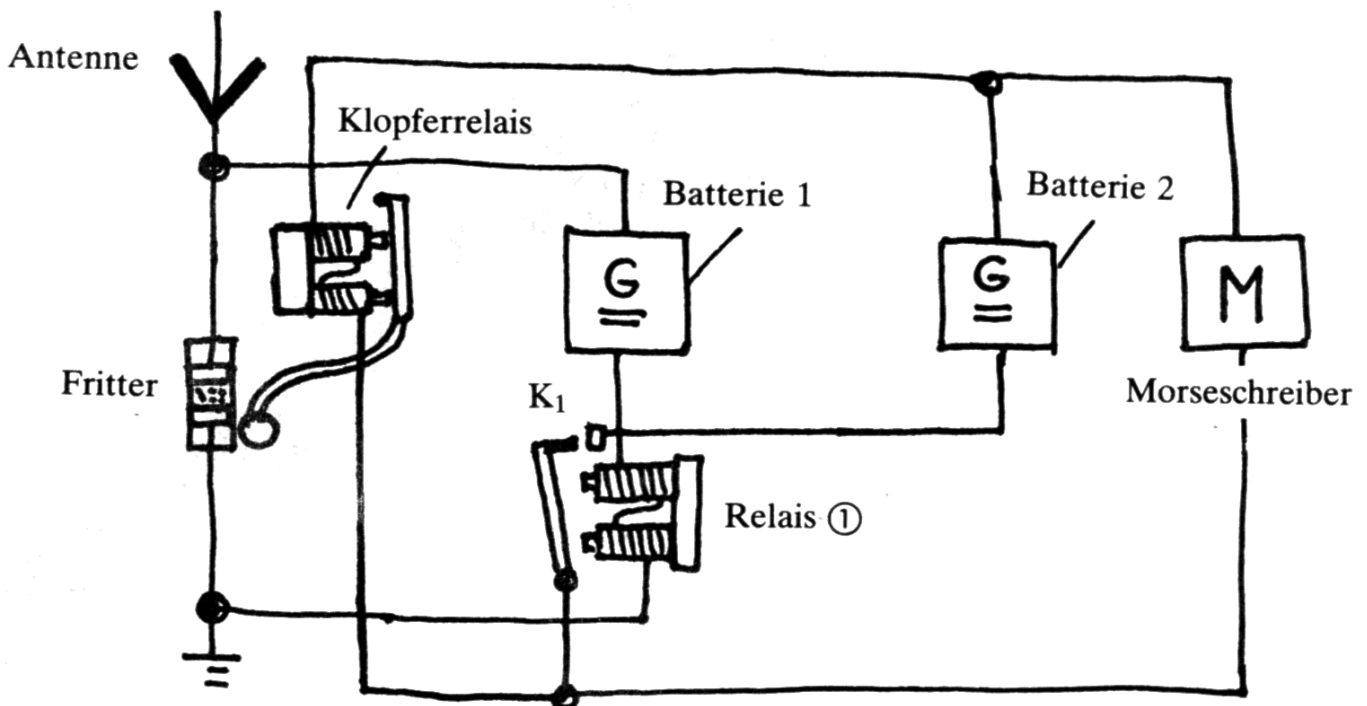 Antenne
Klopferrelais
Batterie 1
Batterie 2
G
G
M
Fritter
K₁
Morseschreiber
Relais ①